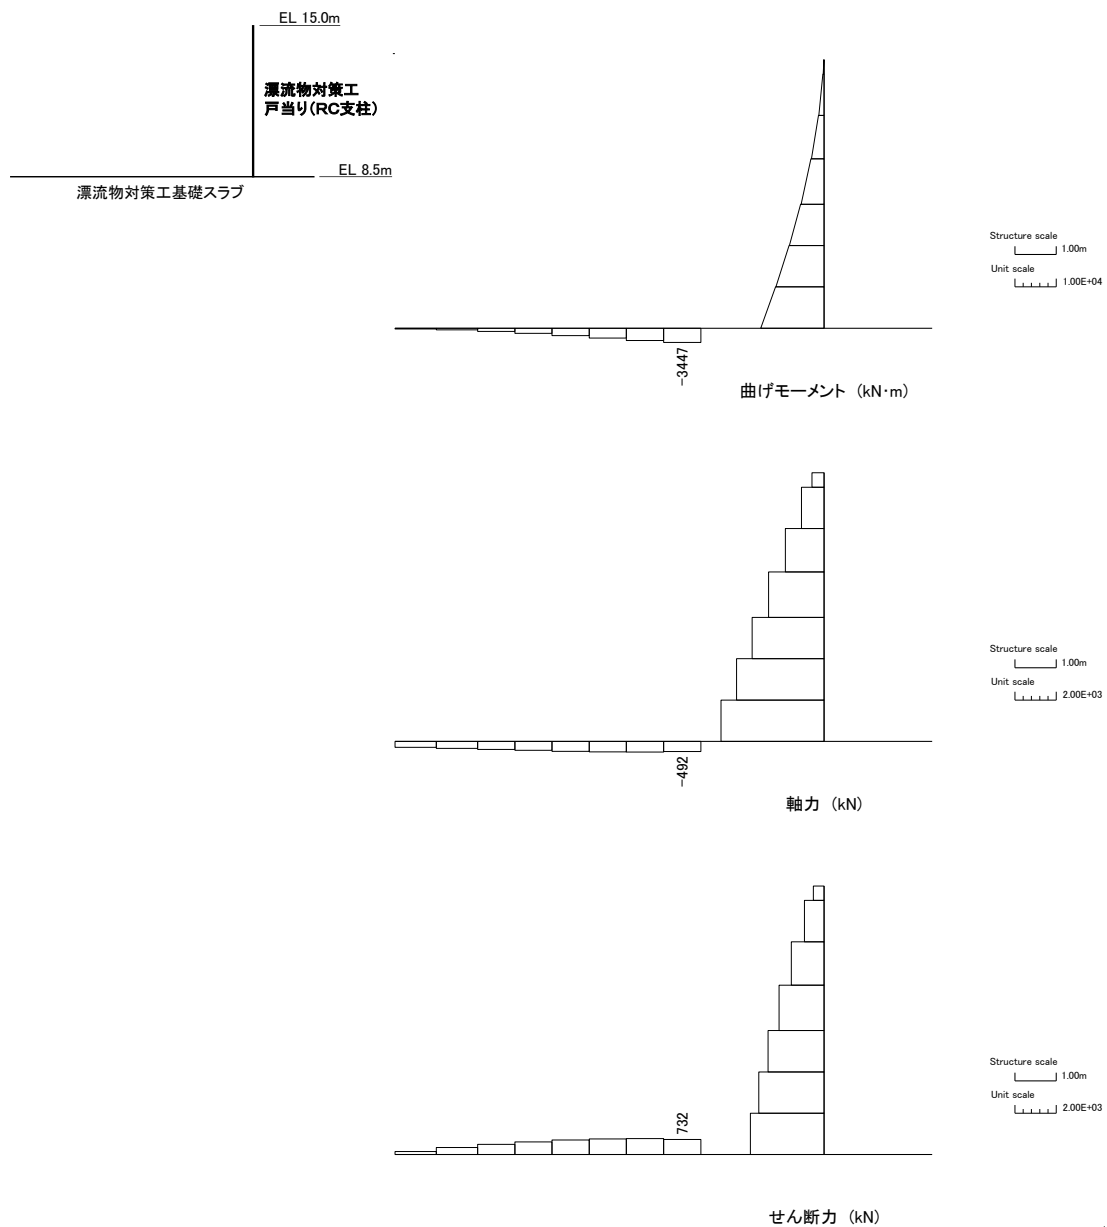 EL 15.0m
漂流物対策工
戸当り(RC支柱)
EL 8.5m
漂流物対策工基礎スラブ
Structure scale
1.00m
Unit scale
1.00E+04
-3447
曲げモーメント (kN・m)
Structure scale
1.00m
Unit scale
2.00E+03
-492
軸力 (kN)
Structure scale
1.00m
Unit scale
2.00E+03
732
せん断力 (kN)